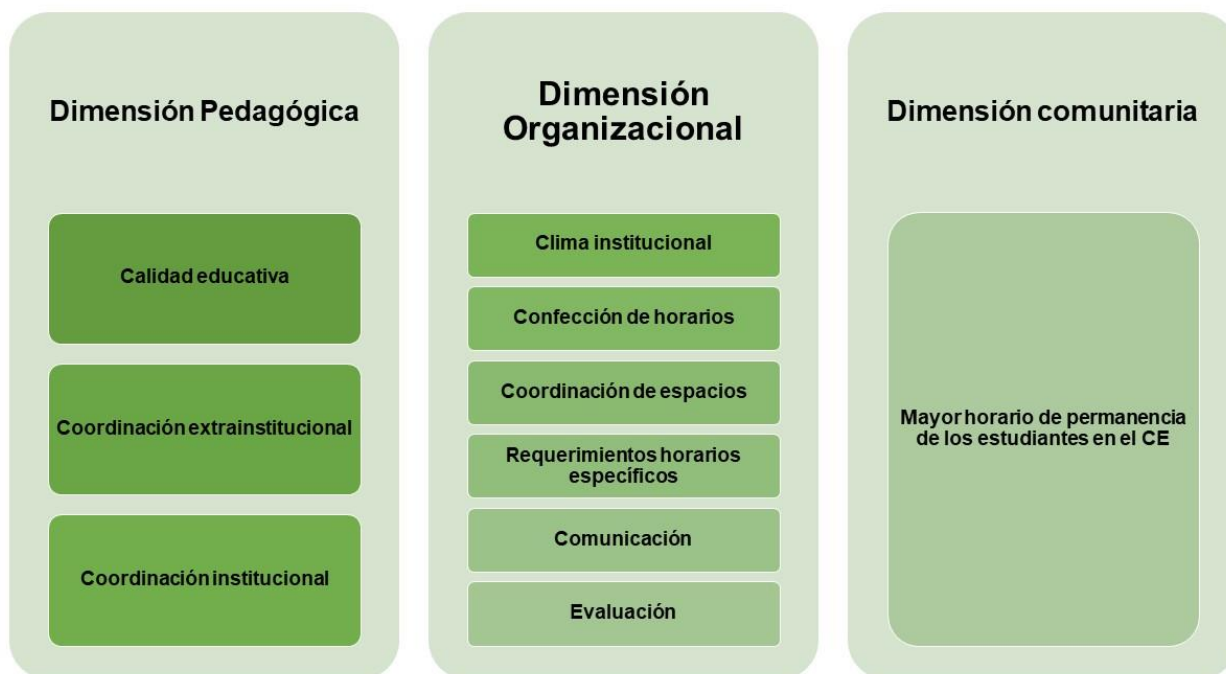 Dimensión Pedagógica
Calidad educativa
Coordinación extrainstitucional
Coordinación institucional
Dimensión
Organizacional
Clima institucional
Confección de horarios
Coordinación de espacios
Requerimientos horarios
específicos
Comunicación
Evaluación
Dimensión comunitaria
Mayor horario de permanencia
de los estudiantes en el CE